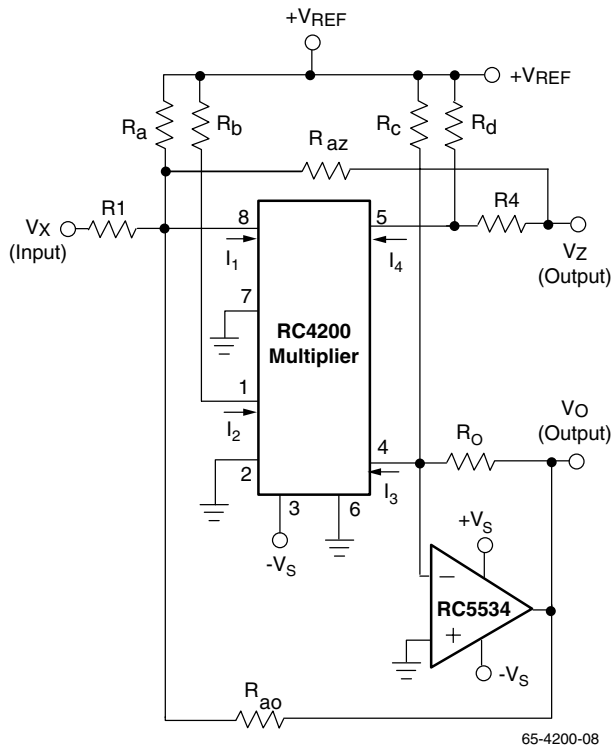 +VREF
+VREF
Ra
Rb
Rc
Rd
Raz
R1
R4
VX
(Input)
8
5
VZ
(Output)
I1
I4
7
RC4200
Multiplier
1
I2
VO
(Output)
RO
4
2
I3
3
6
+VS
-VS
−
RC5534
+
-VS
Rao
65-4200-08